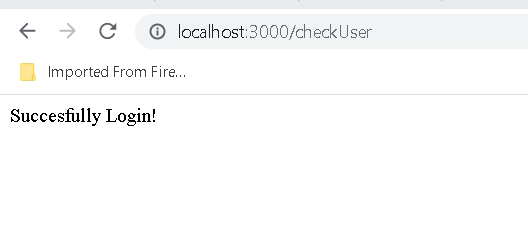 localhost:3000/checkUser
Imported From Fire...
Succesfully Login!